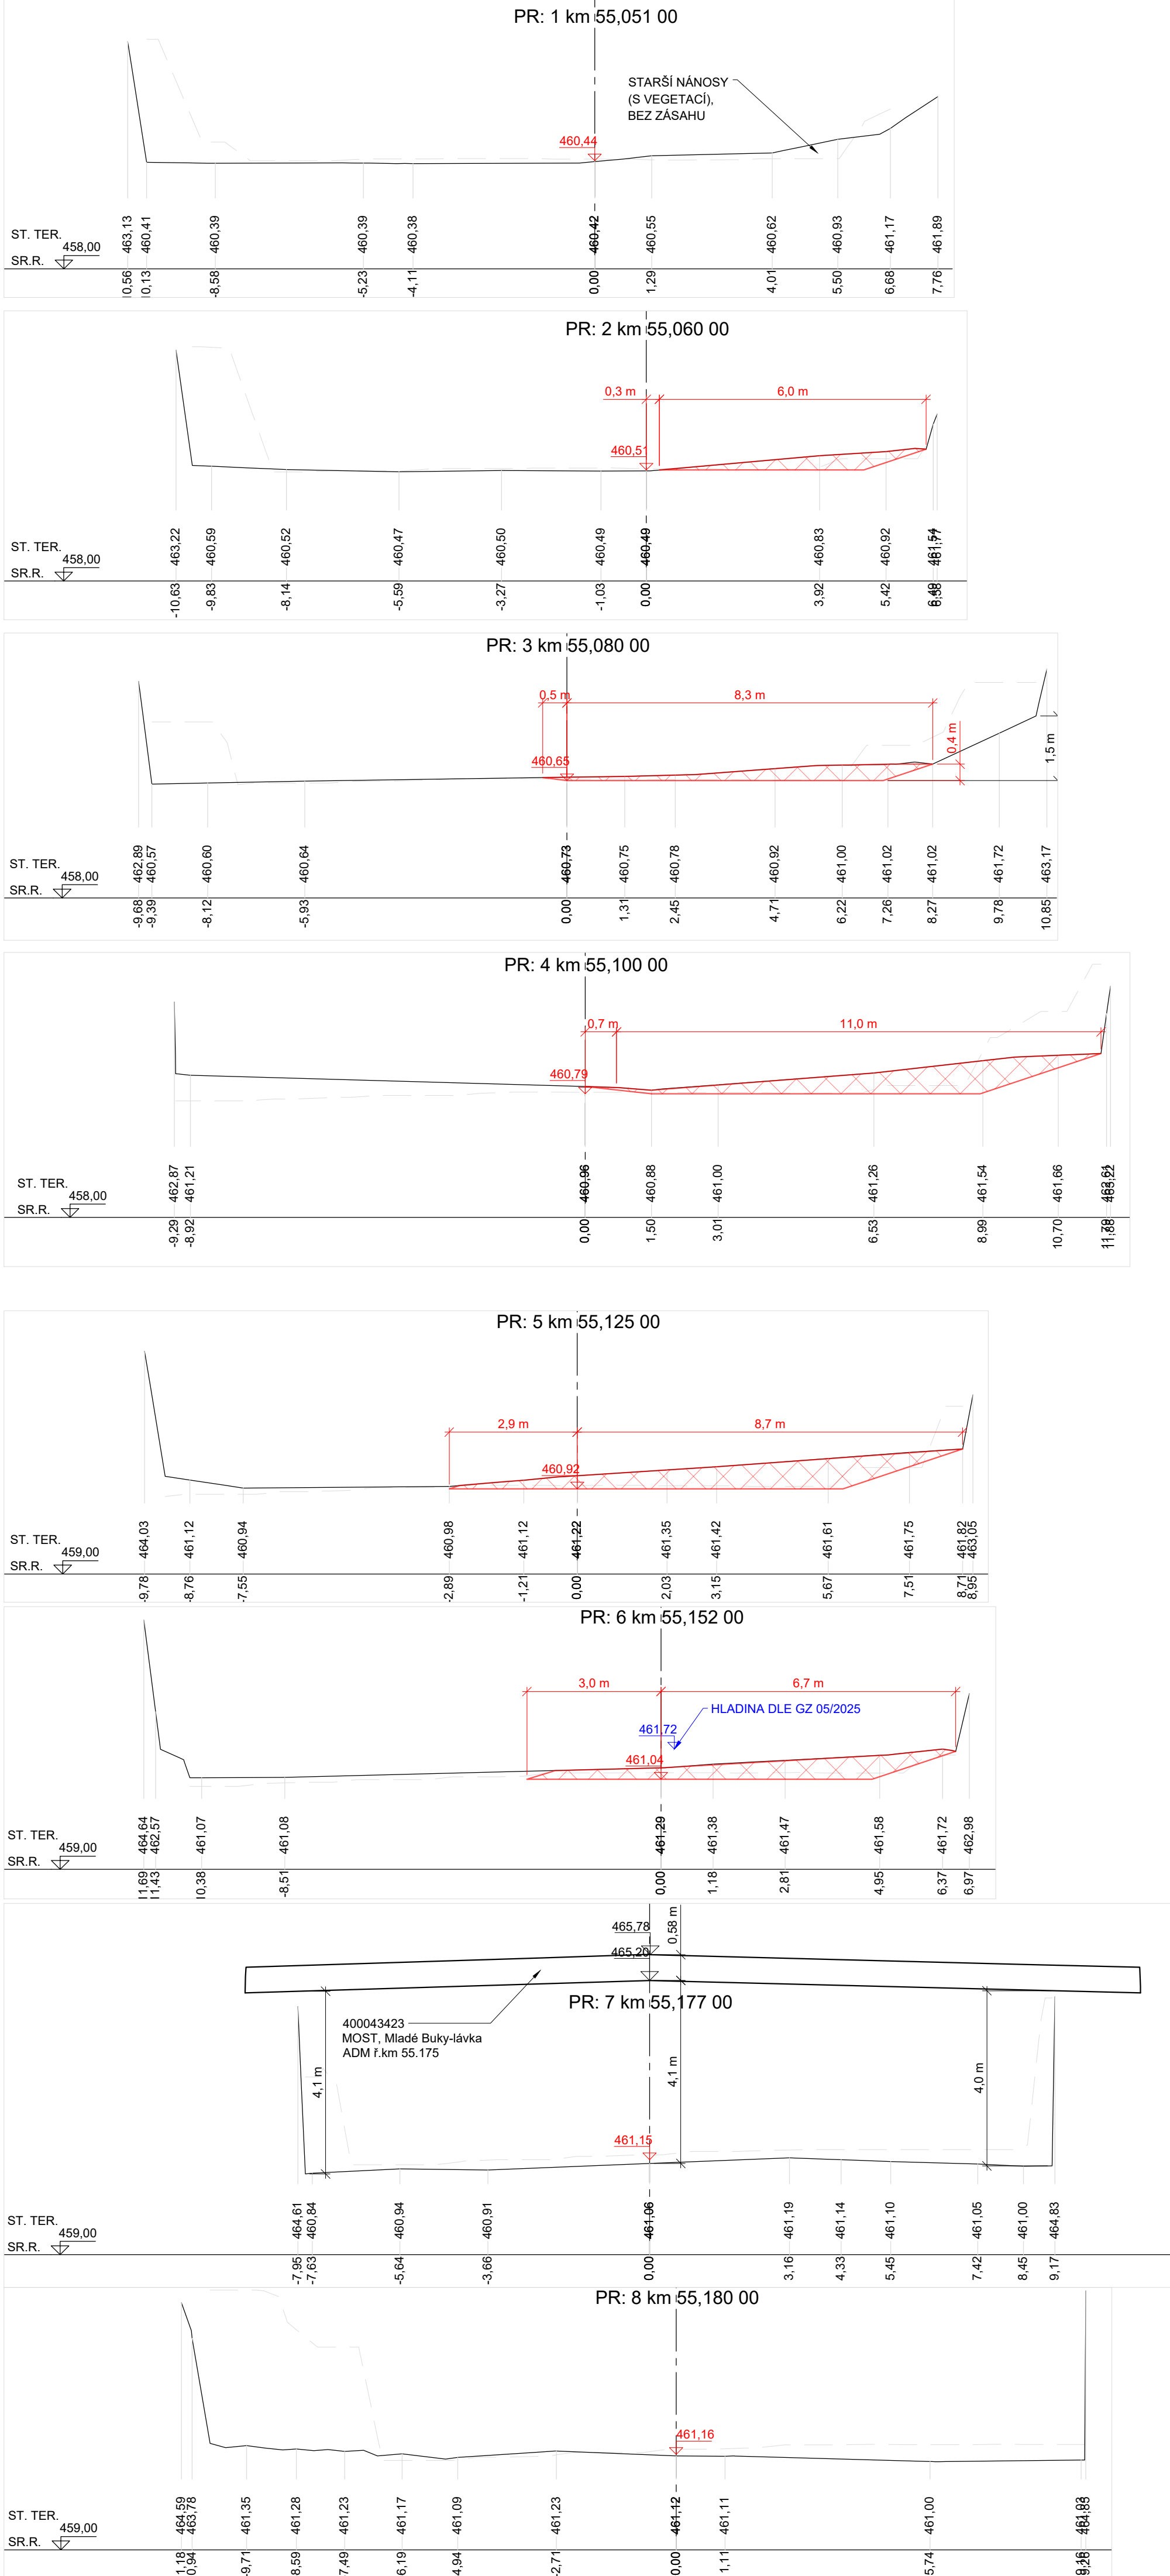 PR: 1 km 55,051 00
STARŠÍ NÁNOSY
(S VEGETACÍ),
BEZ ZÁSAHU
460,44
ST. TER.
463,13 460,41 460,39 460,39 460,38 460,42 460,55 460,62 460,93 461,17 461,89
458,00
SR.R.
-8,58 -5,23 -4,11 0,00 1,29 4,01 5,50 6,68 7,76
PR: 2 km 55,060 00
0,3 m 6,0 m
460,51
ST. TER.
463,22 460,59 460,52 460,47 460,50 460,49 460,49 460,83 460,92
458,00
SR.R.
-10,63 -9,83 -8,14 -5,59 -3,27 -1,03 0,00 3,92 5,42
PR: 3 km 55,080 00
0,5 m 8,3 m
0,4 m
1,5 m
460,65
ST. TER.
462,89 460,57 460,60 460,64 460,73 460,75 460,78 460,92 461,00 461,02 461,02 461,72 463,17
458,00
SR.R.
-9,68 -9,39 -8,12 -5,93 0,00 1,31 2,45 4,71 6,22 7,26 8,27 9,78 10,85
PR: 4 km 55,100 00
0,7 m 11,0 m
460,79
ST. TER.
462,87 461,21 460,96 460,88 461,00 461,26 461,54 461,66
458,00
SR.R.
-9,29 -8,92 0,00 1,50 3,01 6,53 8,99 10,70
PR: 5 km 55,125 00
2,9 m 8,7 m
460,92
ST. TER.
464,03 461,12 460,94 460,98 461,12 461,22 461,35 461,42 461,61 461,75 461,82 463,05
459,00
SR.R.
-9,78 -8,76 -7,55 -2,89 -1,21 0,00 2,03 3,15 5,67 7,51 8,71 8,95
PR: 6 km 55,152 00
3,0 m 6,7 m
HLADINA DLE GZ 05/2025
461,72
461,04
ST. TER.
464,64 462,57 461,07 461,08 461,29 461,38 461,47 461,58 461,72 462,98
459,00
SR.R.
-8,51 0,00 1,18 2,81 4,95 6,37 6,97
465,78
0,58 m
465,20
PR: 7 km 55,177 00
400043423
MOST, Mladé Buky-lávka
ADM ř.km 55.175
4,1 m 4,1 m 4,0 m
461,15
ST. TER.
464,61 460,84 460,94 460,91 461,06 461,19 461,14 461,10 461,05 461,00 464,83
459,00
SR.R.
-7,95 -7,63 -5,64 -3,66 0,00 3,16 4,33 5,45 7,42 8,45 9,17
PR: 8 km 55,180 00
461,16
ST. TER.
464,59 463,78 461,35 461,28 461,23 461,17 461,09 461,23 461,12 461,11 461,00
459,00
SR.R.